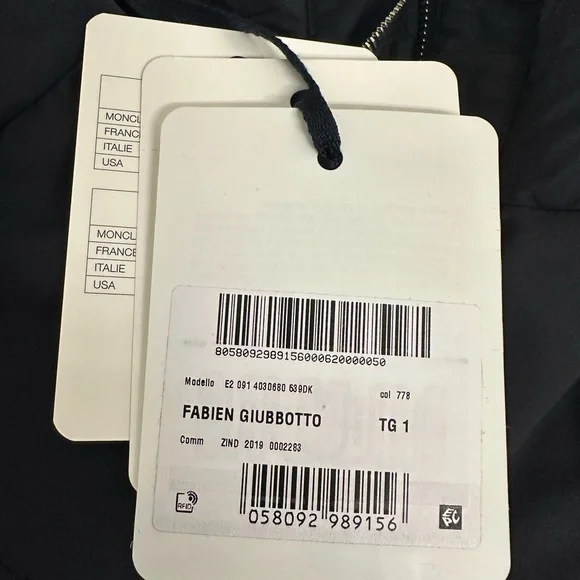 MONCL
FRANC
ITALIE
USA
MONCL
FRANCE
ITALIE
USA
8058092989156000620000050
Modello E2 091 4030680 539DK col 778
FABIEN GIUBBOTTO TG 1
Comm ZIND 2019 0002283
058092 989156
RFID